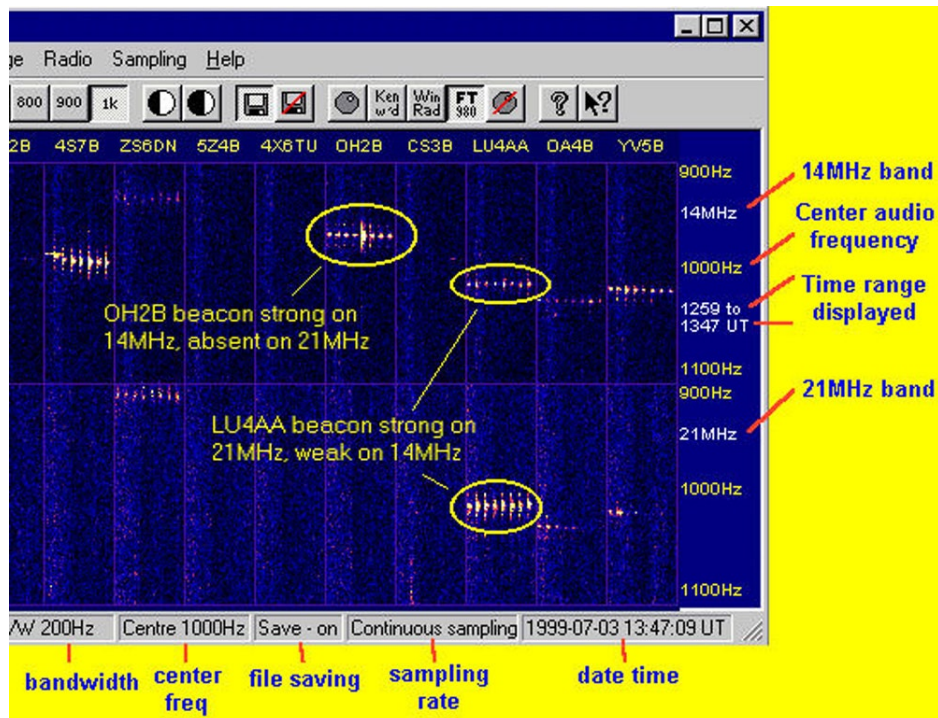 ge Radio Sampling Help
800 900 1k Ken w'd Win Rad FT 980
2B 4S7B ZS6DN 5Z4B 4X6TU OH2B CS3B LU4AA OA4B YV5B
900Hz
14MHz
1000Hz
1259 to
1347 UT
1100Hz
900Hz
21MHz
1000Hz
1100Hz
OH2B beacon strong on
14MHz, absent on 21MHz
LU4AA beacon strong on
21MHz, weak on 14MHz
14MHz band
Center audio
frequency
Time range
displayed
21MHz band
/W 200Hz Centre 1000Hz Save - on Continuous sampling 1999-07-03 13:47:09 UT
bandwidth
center
freq
file saving
sampling
rate
date time